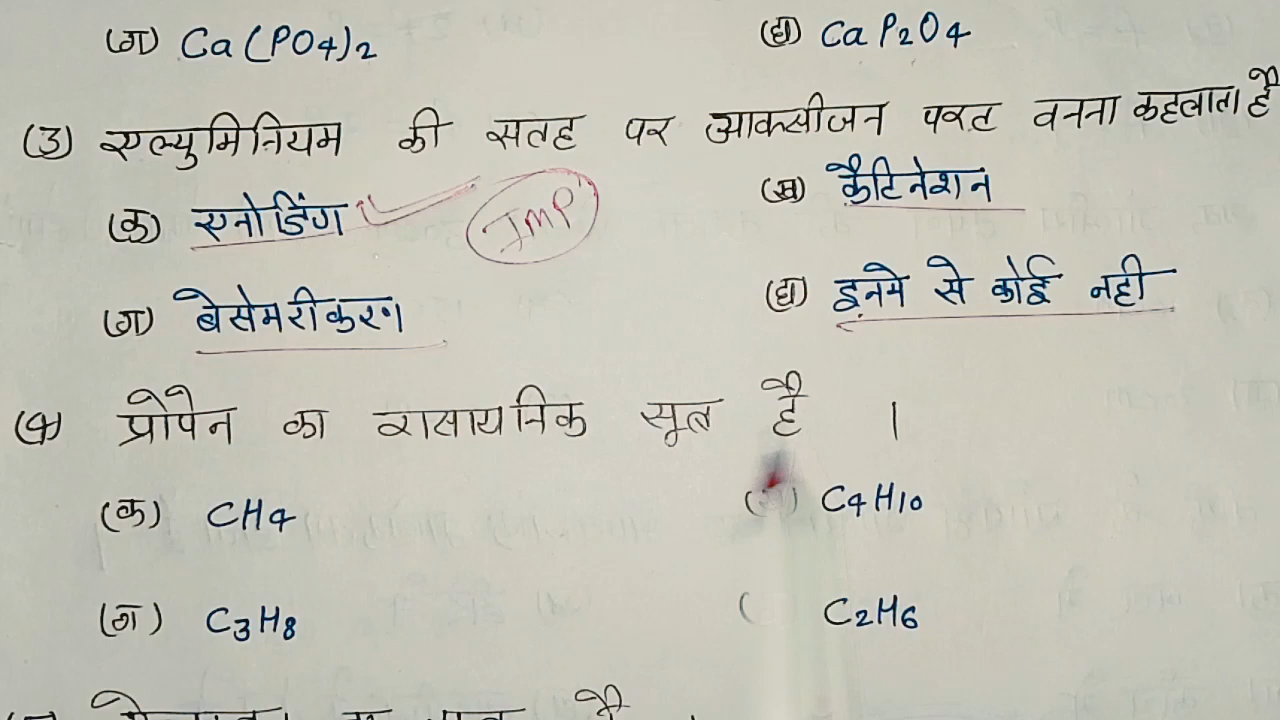 (ग) Ca(PO4)2 (घ) CaP2O4
(3) एल्युमिनियम की सतह पर आक्सीजन परत बनना कहलाता है
(क) एनोडिंग IMP (ख) कैटिनेशन
(ग) बेसेमरीकरण (घ) इनमे से कोई नही
(4) प्रोपेन का रासायनिक सूत्र है ।
(क) CH4 C4H10
(ग) C3H8 C2H6